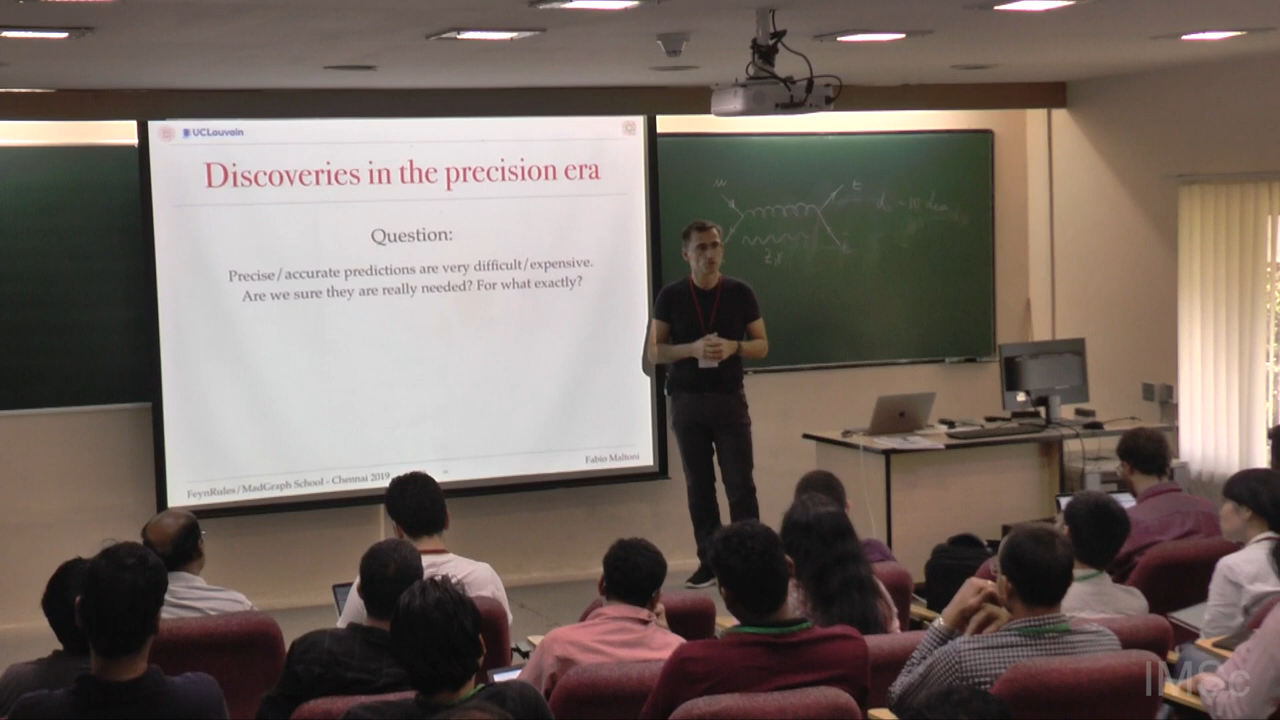 UCLouvain
Discoveries in the precision era
Question:
Precise/accurate predictions are very difficult/expensive.
Are we sure they are really needed? For what exactly?
Fabio Maltoni
FeynRules/MadGraph School - Chennai 2019
IMSc